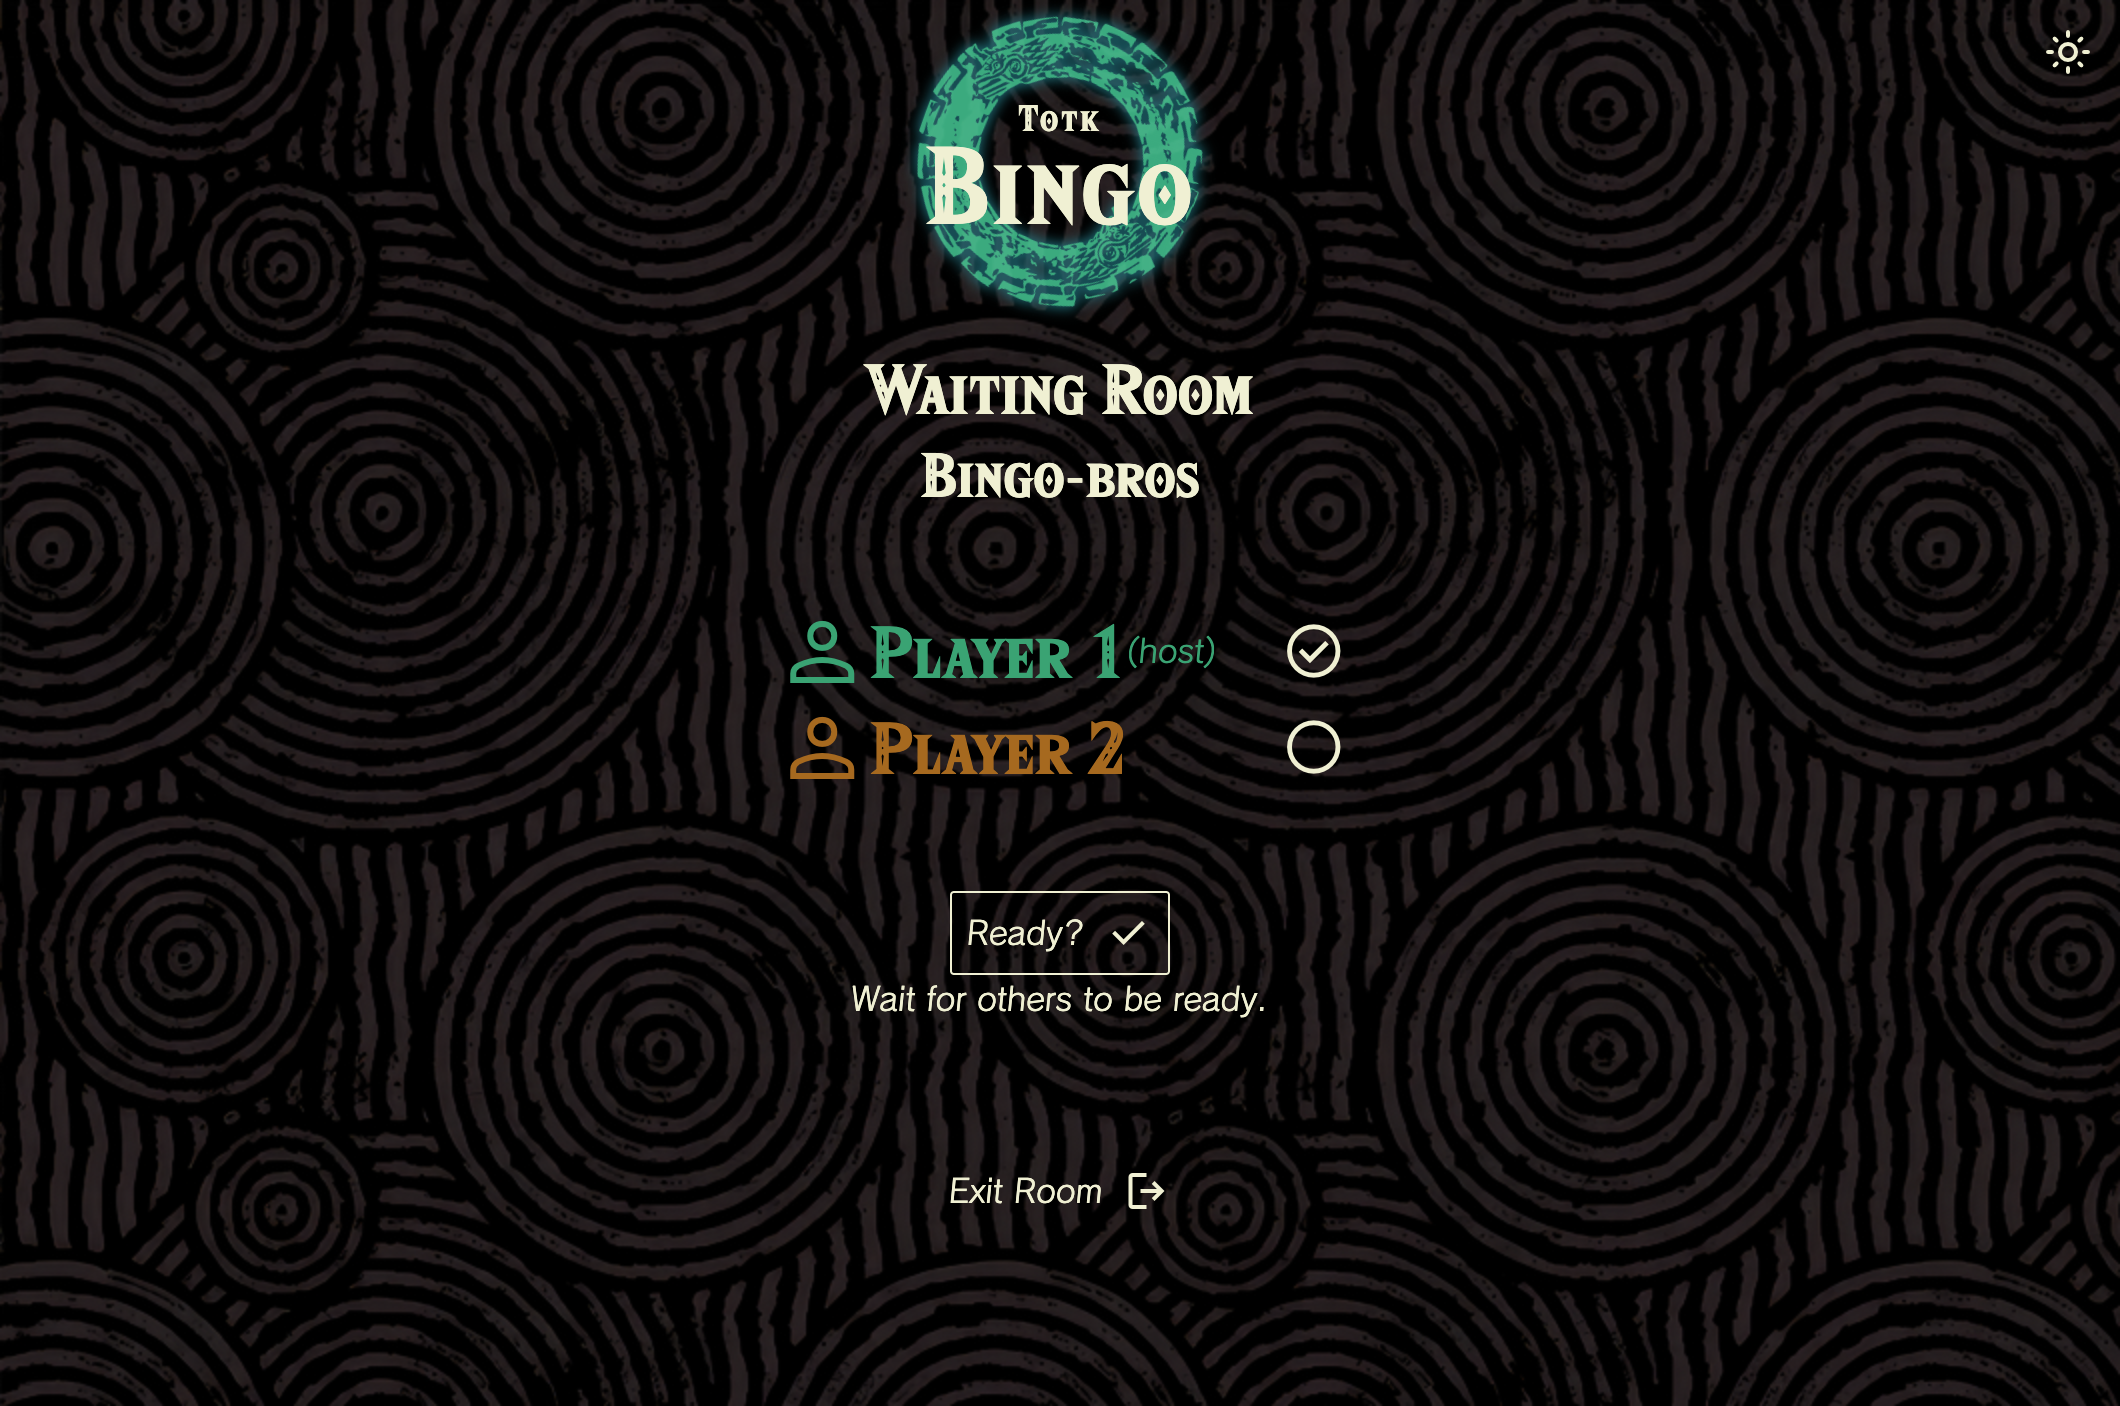 Totk
Bingo
Waiting Room
Bingo-bros
Player 1 (host)
Player 2
Ready?
Wait for others to be ready.
Exit Room